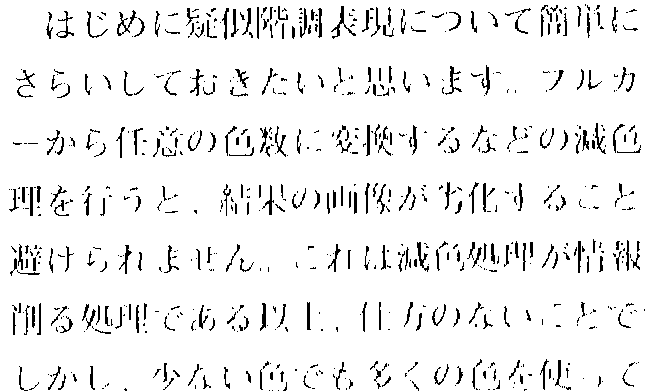 はじめに疑似階調表現について簡単に
さらいしておきたいと思います。フルカ
ーから任意の色数に変換するなどの減色
理を行うと、結果の画像が劣化すること
避けられません。これは減色処理が情報
削る処理である以上、仕方のないことで
しかし、少ない色でも多くの色を使って